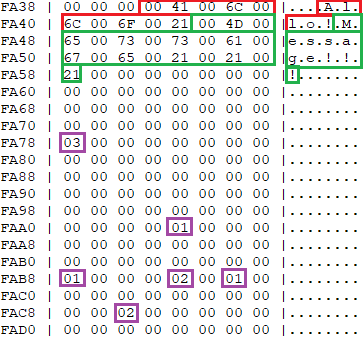 FA38 | 00 00 00 00 41 00 6C 00 |....A.l.
FA40 | 6C 00 6F 00 21 00 4D 00 |l.o.!.M.
FA48 | 65 00 73 00 73 00 61 00 |e.s.s.a.
FA50 | 67 00 65 00 21 00 21 00 |g.e.!.!.
FA58 | 21 00 00 00 00 00 00 00 |!.......
FA60 | 00 00 00 00 00 00 00 00 |........
FA68 | 00 00 00 00 00 00 00 00 |........
FA70 | 00 00 00 00 00 00 00 00 |........
FA78 | 03 00 00 00 00 00 00 00 |........
FA80 | 00 00 00 00 00 00 00 00 |........
FA88 | 00 00 00 00 00 00 00 00 |........
FA90 | 00 00 00 00 00 00 00 00 |........
FA98 | 00 00 00 00 00 00 00 00 |........
FAA0 | 00 00 00 00 01 00 00 00 |........
FAA8 | 00 00 00 00 00 00 00 00 |........
FAB0 | 00 00 00 00 00 00 00 00 |........
FAB8 | 01 00 00 00 02 00 01 00 |........
FAC0 | 00 00 00 00 00 00 00 00 |........
FAC8 | 00 00 02 00 00 00 00 00 |........
FAD0 | 00 00 00 00 00 00 00 00 |........